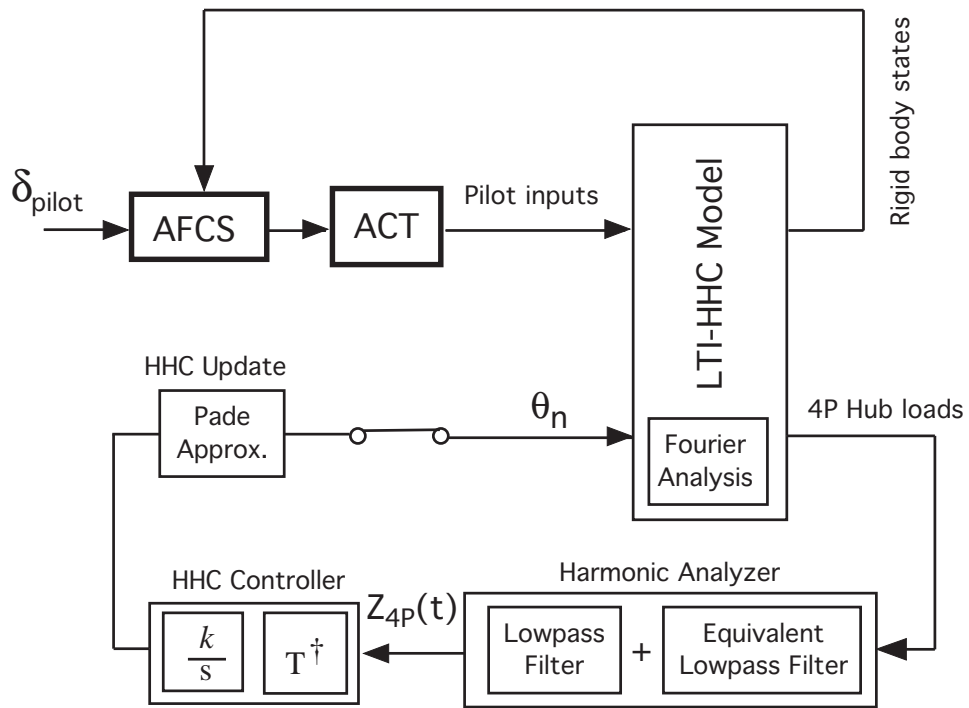 Rigid body states
δpilot
AFCS
ACT
Pilot inputs
LTI-HHC Model
HHC Update
Pade
Approx.
θn
4P Hub loads
Fourier
Analysis
HHC Controller
k
s
T†
Z4P(t)
Harmonic Analyzer
Lowpass
Filter
+
Equivalent
Lowpass Filter